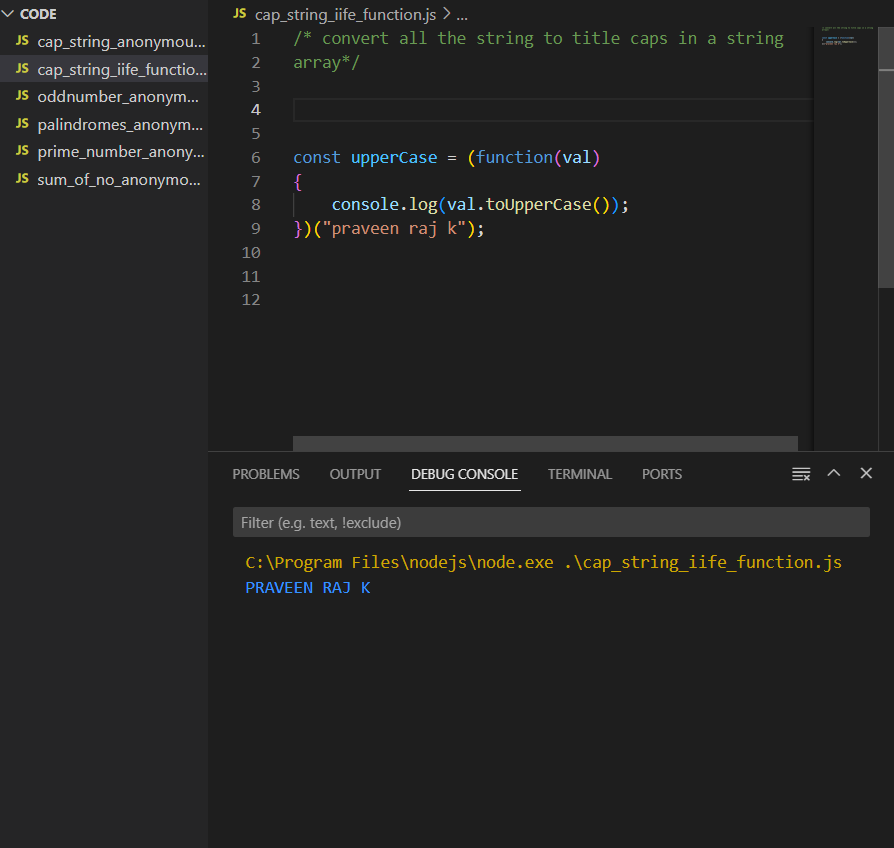 CODE
JS cap_string_anonymou...
JS cap_string_iife_functio...
JS oddnumber_anonym...
JS palindromes_anonym...
JS prime_number_anony...
JS sum_of_no_anonymo...
JS cap_string_iife_function.js > ...
1 /* convert all the string to title caps in a string
2 array*/
3
4
5
6 const upperCase = (function(val)
7 {
8     console.log(val.toUpperCase());
9 })("praveen raj k");
10
11
12
PROBLEMS OUTPUT DEBUG CONSOLE TERMINAL PORTS
Filter (e.g. text, !exclude)
C:\Program Files\nodejs\node.exe .\cap_string_iife_function.js
PRAVEEN RAJ K